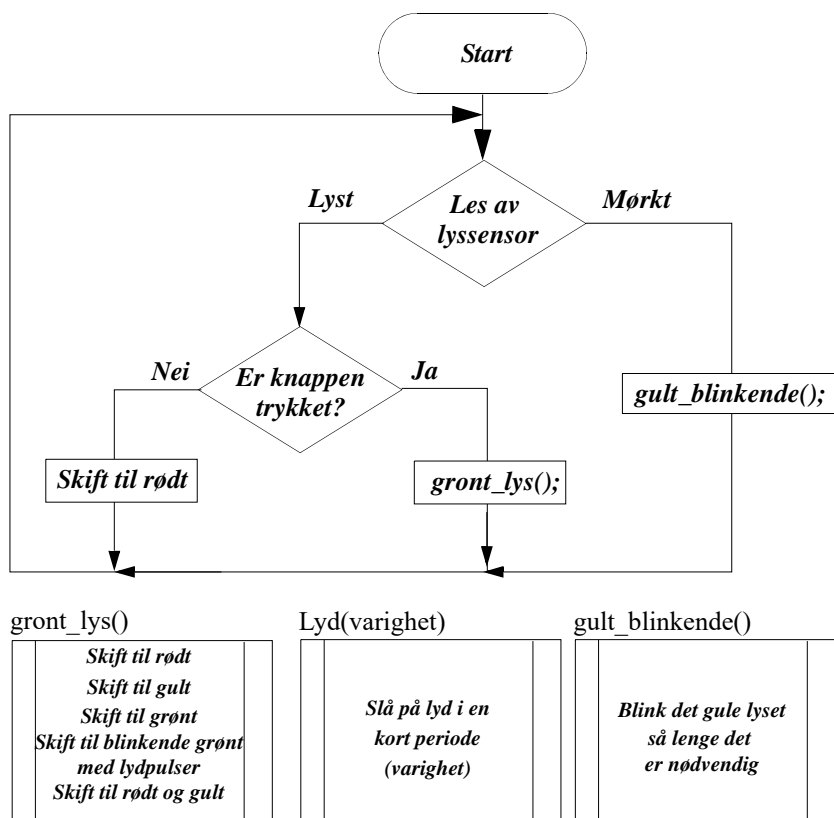 Start
Lyst
Les av
lyssensor
Mørkt
Nei
Er knappen
trykket?
Ja
gult_blinkende();
Skift til rødt
gront_lys();
gront_lys()
Skift til rødt
Skift til gult
Skift til grønt
Skift til blinkende grønt
med lydpulser
Skift til rødt og gult
Lyd(varighet)
Slå på lyd i en
kort periode
(varighet)
gult_blinkende()
Blink det gule lyset
så lenge det
er nødvendig